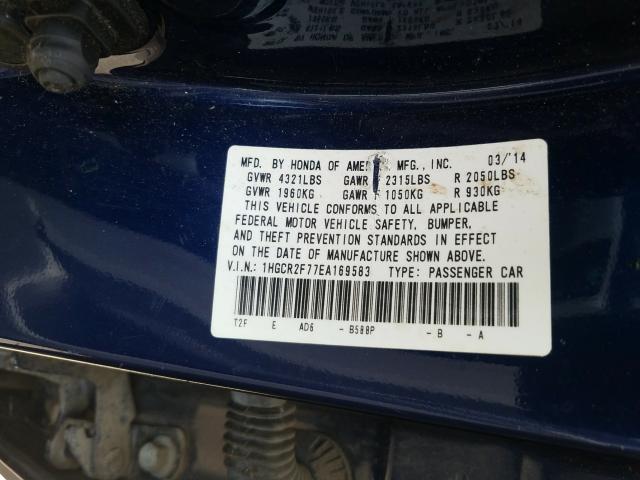 MFD. BY HONDA OF AMERICA MFG., INC. 03/'14
GVWR 4321LBS GAWR F 2315LBS R 2050LBS
GVWR 1960KG GAWR F 1050KG R 930KG
THIS VEHICLE CONFORMS TO ALL APPLICABLE
FEDERAL MOTOR VEHICLE SAFETY, BUMPER,
AND THEFT PREVENTION STANDARDS IN EFFECT
ON THE DATE OF MANUFACTURE SHOWN ABOVE.
V.I.N.: 1HGCR2F77EA169583 TYPE: PASSENGER CAR
T2F E AD6 - B588P - B - A